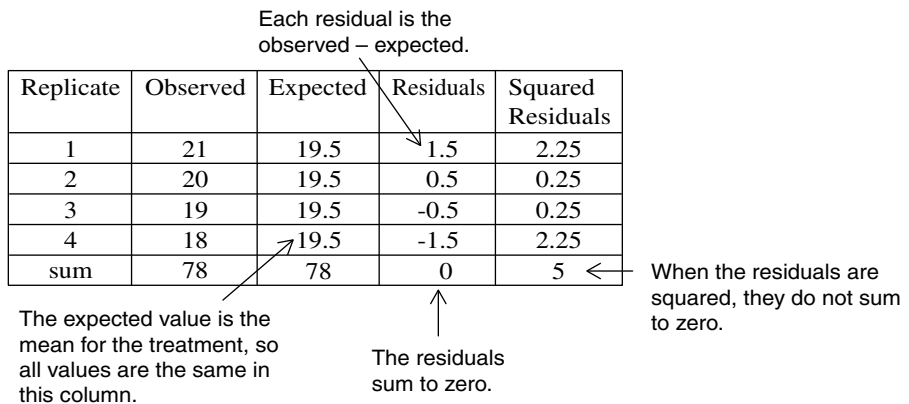 Each residual is the
observed – expected.
Replicate Observed Expected Residuals Squared
Residuals
1 21 19.5 1.5 2.25
2 20 19.5 0.5 0.25
3 19 19.5 -0.5 0.25
4 18 19.5 -1.5 2.25
sum 78 78 0 5
When the residuals are
squared, they do not sum
to zero.
The expected value is the
mean for the treatment, so
all values are the same in
this column.
The residuals
sum to zero.